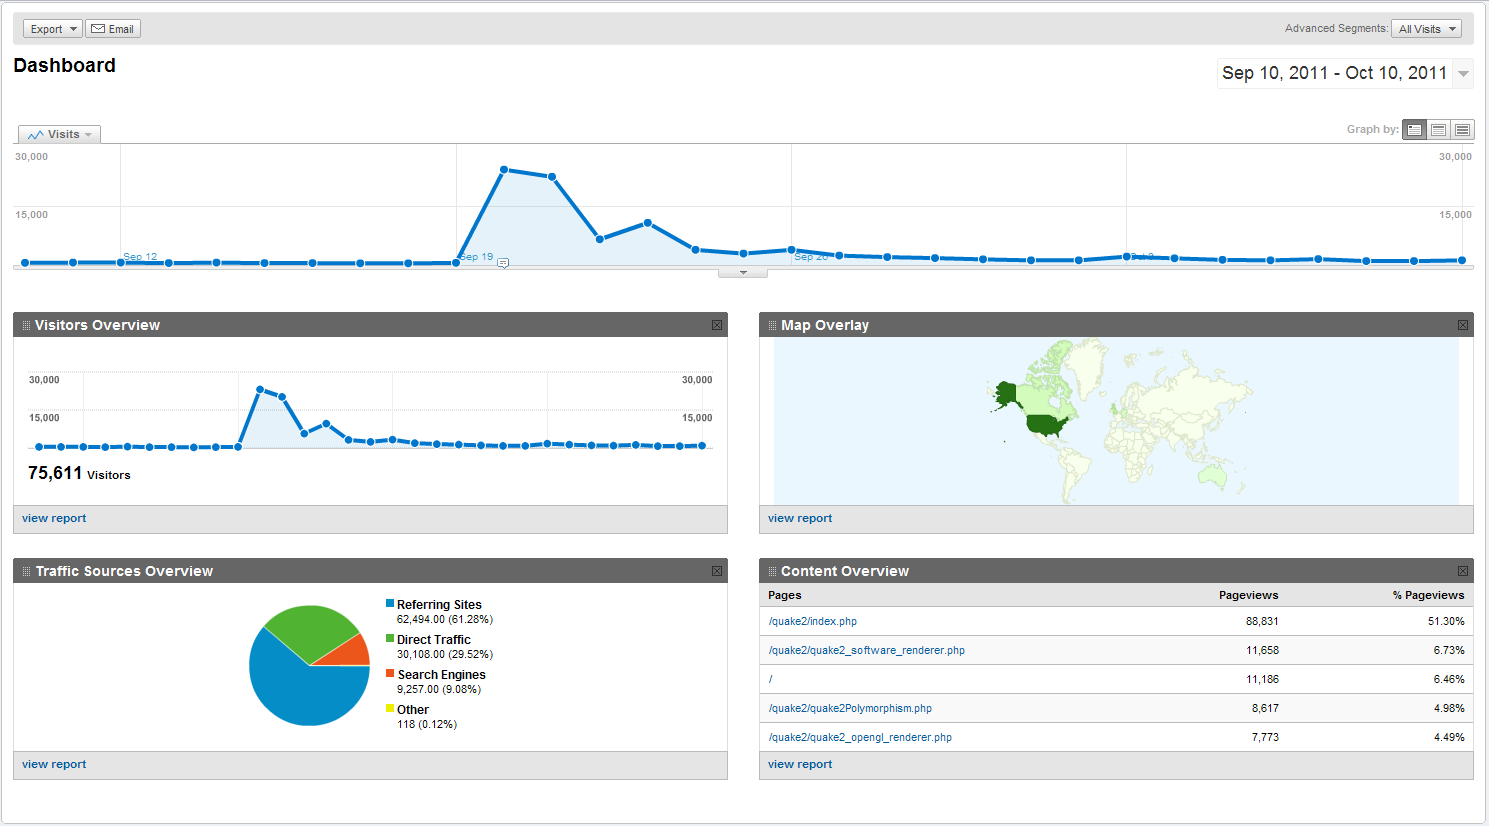 Export Email Advanced Segments: All Visits
Dashboard
Sep 10, 2011 - Oct 10, 2011
Visits Graph by:
30,000 30,000
15,000 15,000
Sep 12 Sep 19 Sep 26
Visitors Overview
30,000 30,000
15,000 15,000
75,611 Visitors
view report
Map Overlay
view report
Traffic Sources Overview
Referring Sites
62,494.00 (61.28%)
Direct Traffic
30,108.00 (29.52%)
Search Engines
9,257.00 (9.08%)
Other
118 (0.12%)
view report
Content Overview
Pages Pageviews % Pageviews
/quake2/index.php 88,831 51.30%
/quake2/quake2_software_renderer.php 11,658 6.73%
/ 11,186 6.46%
/quake2/quake2Polymorphism.php 8,617 4.98%
/quake2/quake2_opengl_renderer.php 7,773 4.49%
view report